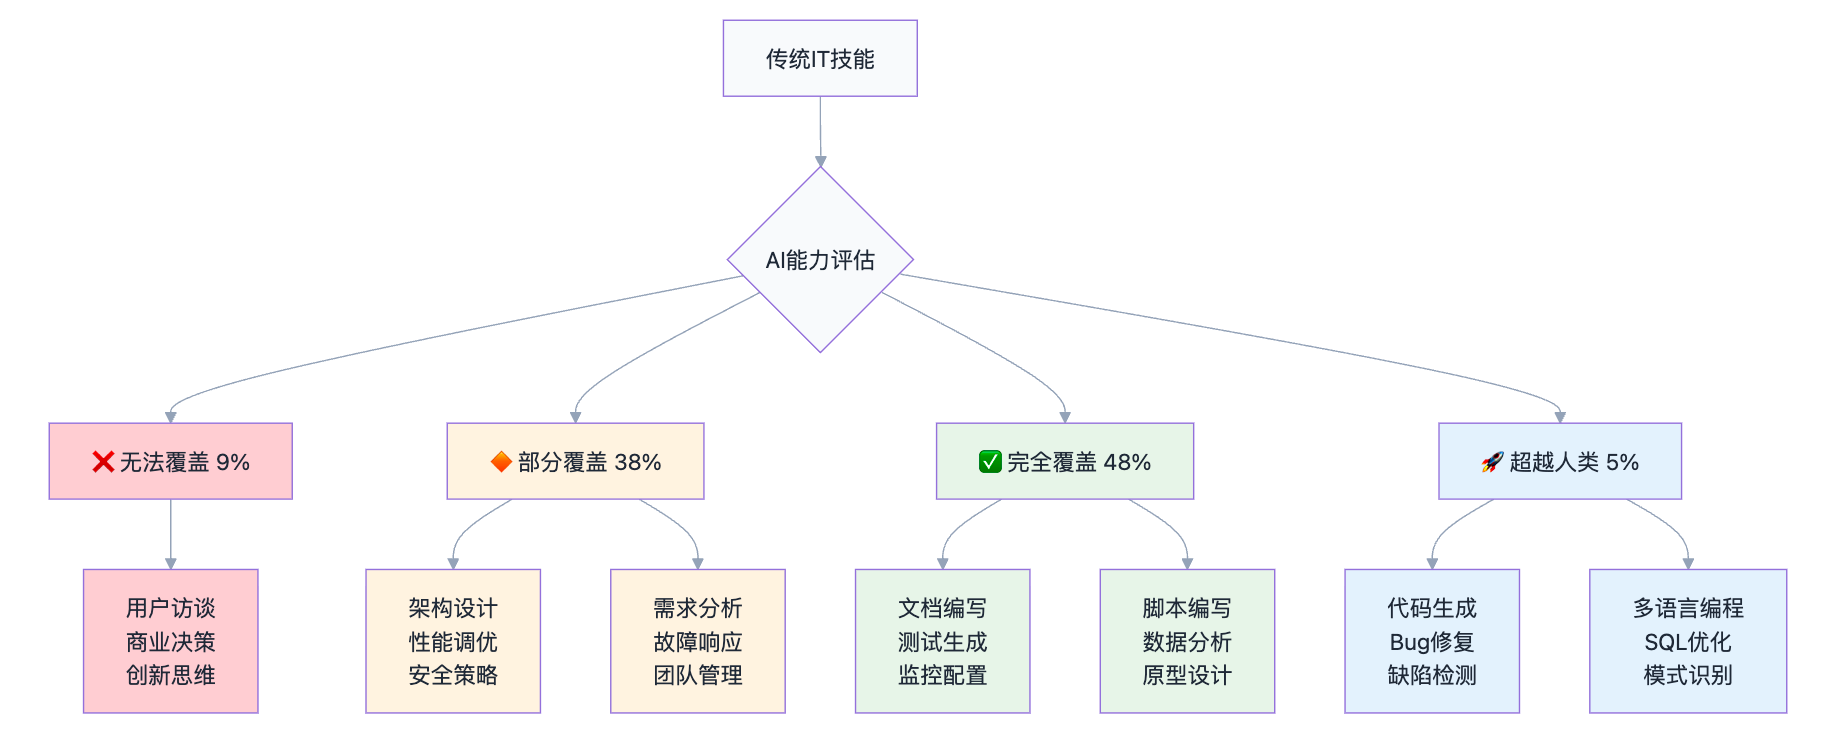 传统IT技能
AI能力评估
❌ 无法覆盖 9%
🔶 部分覆盖 38%
✅ 完全覆盖 48%
🚀 超越人类 5%
用户访谈
商业决策
创新思维
架构设计
性能调优
安全策略
需求分析
故障响应
团队管理
文档编写
测试生成
监控配置
脚本编写
数据分析
原型设计
代码生成
Bug修复
缺陷检测
多语言编程
SQL优化
模式识别